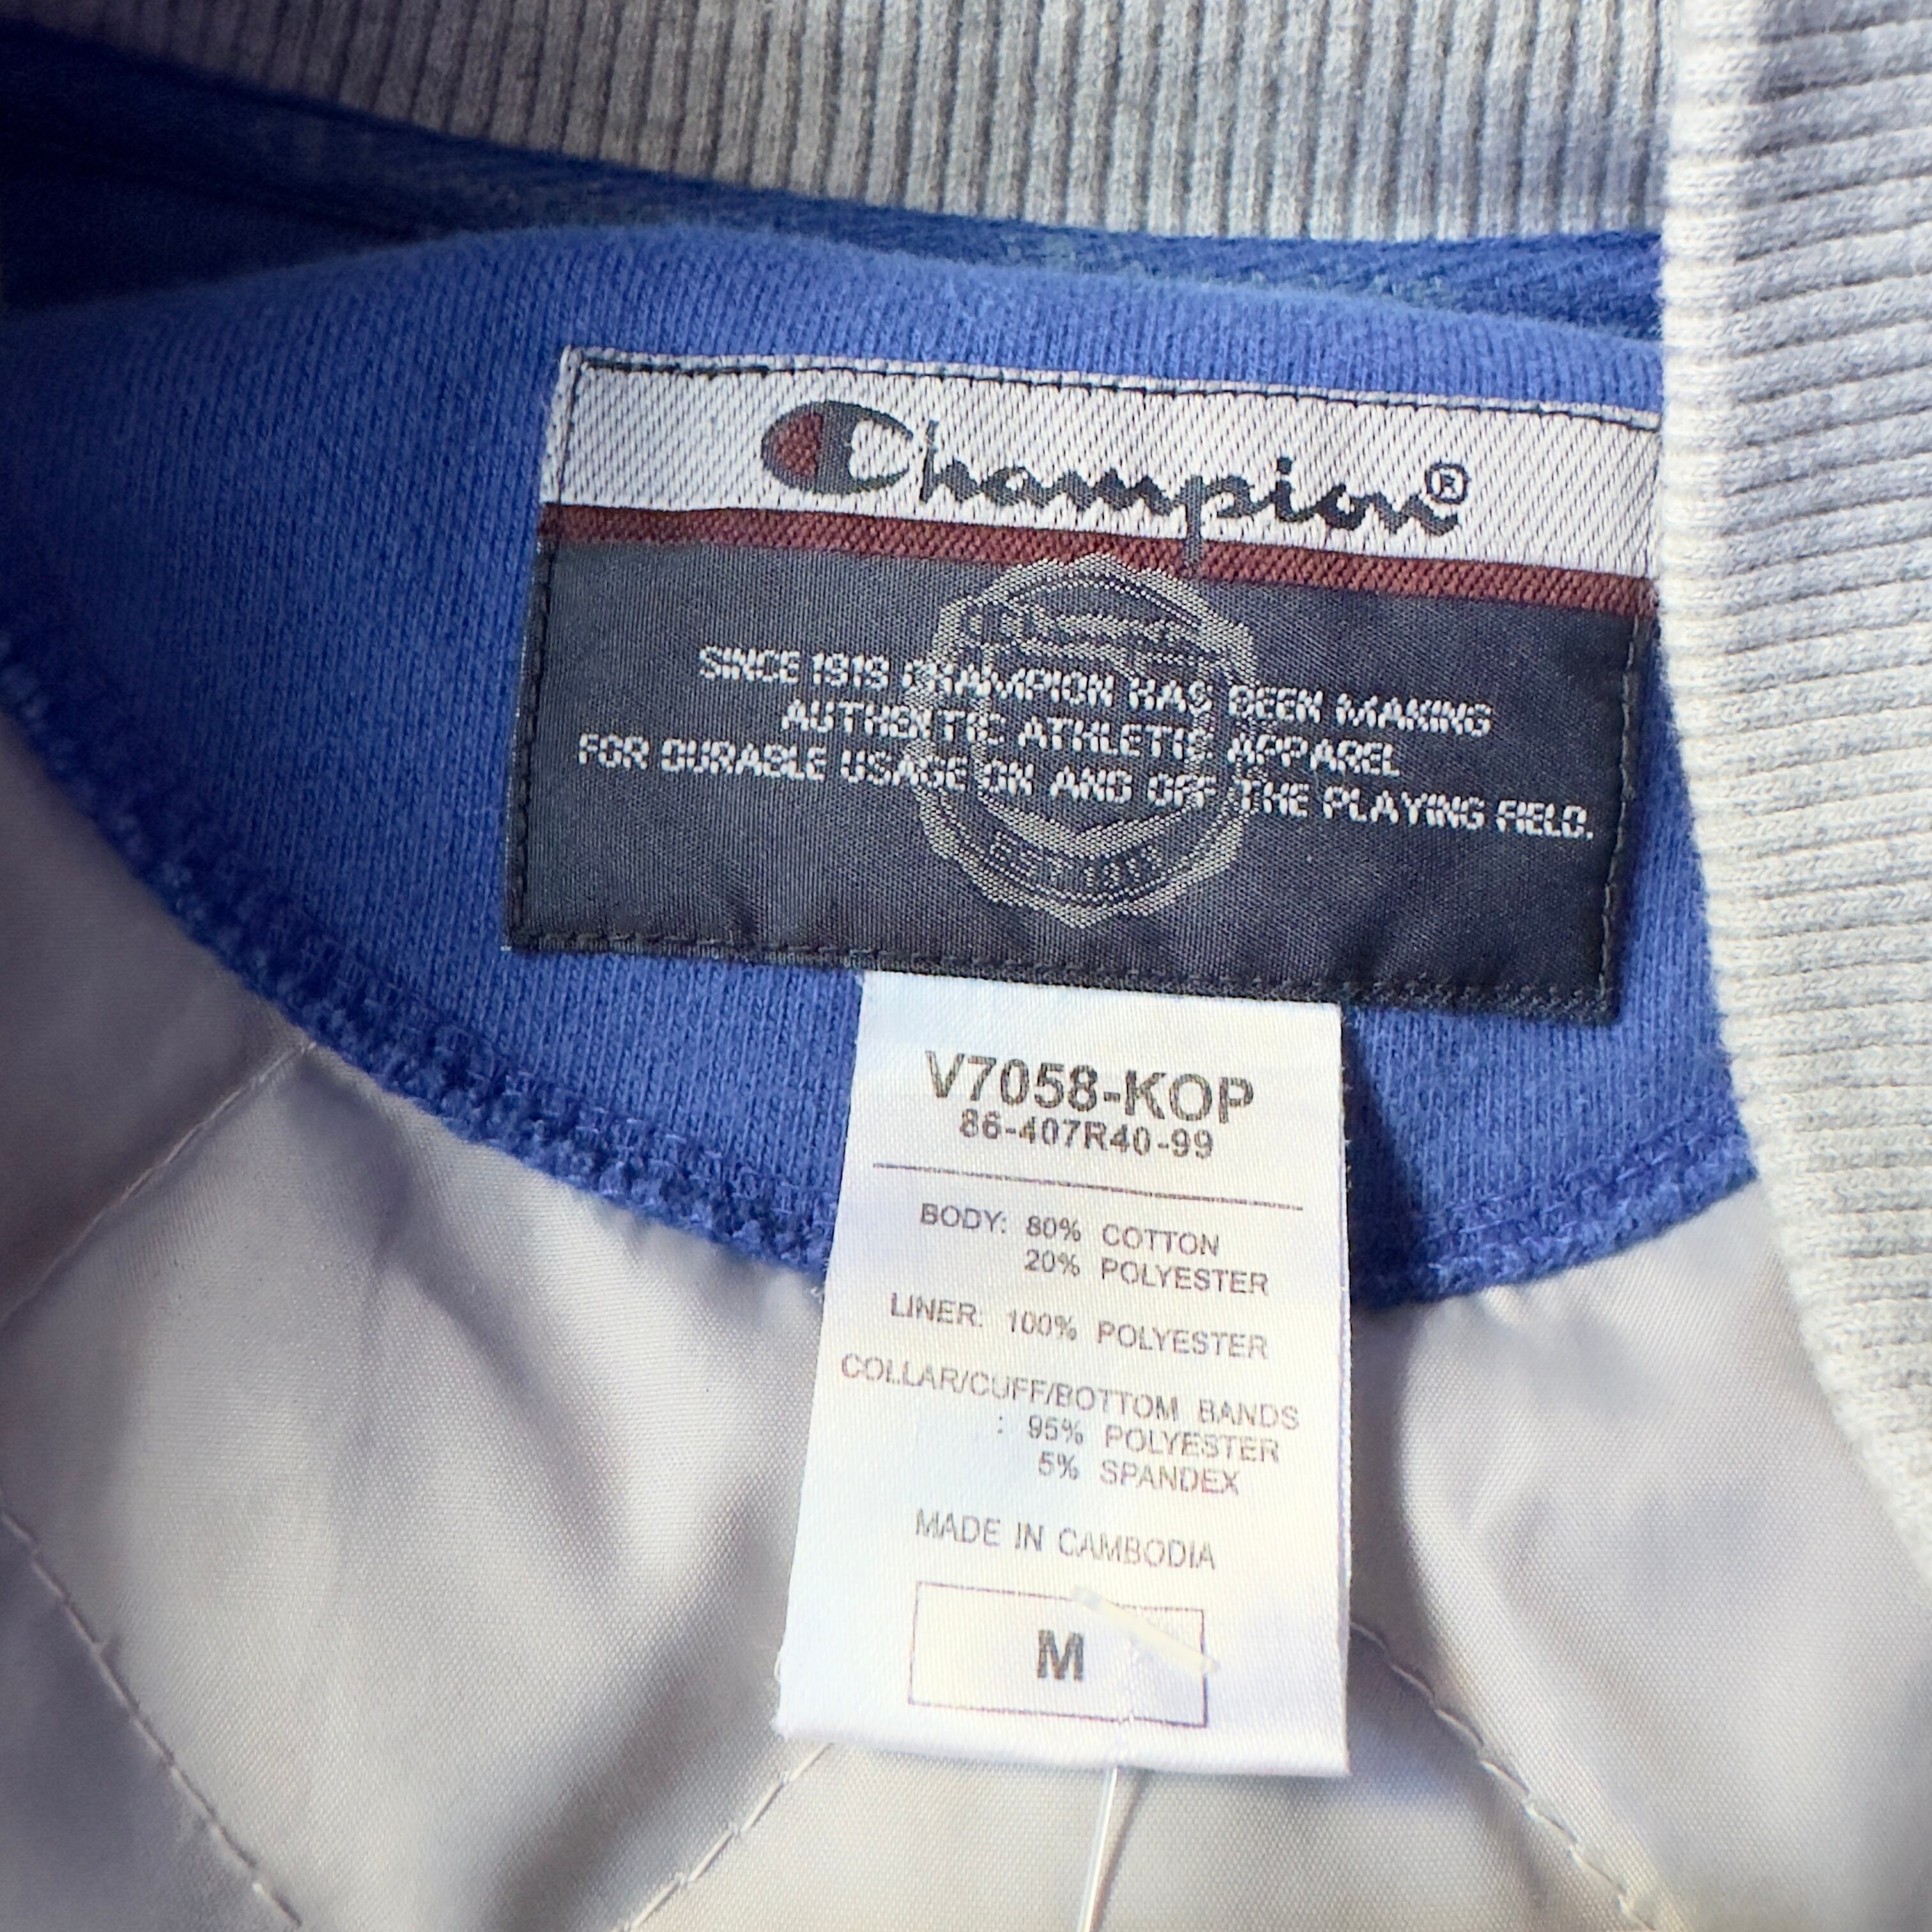 Champion®
SINCE 1919 CHAMPION HAS BEEN MAKING
AUTHENTIC ATHLETIC APPAREL
FOR DURABLE USAGE ON AND OFF THE PLAYING FIELD.
V7058-KOP
86-407R40-99
BODY: 80% COTTON
20% POLYESTER
LINER: 100% POLYESTER
COLLAR/CUFF/BOTTOM BANDS
: 95% POLYESTER
5% SPANDEX
MADE IN CAMBODIA
M